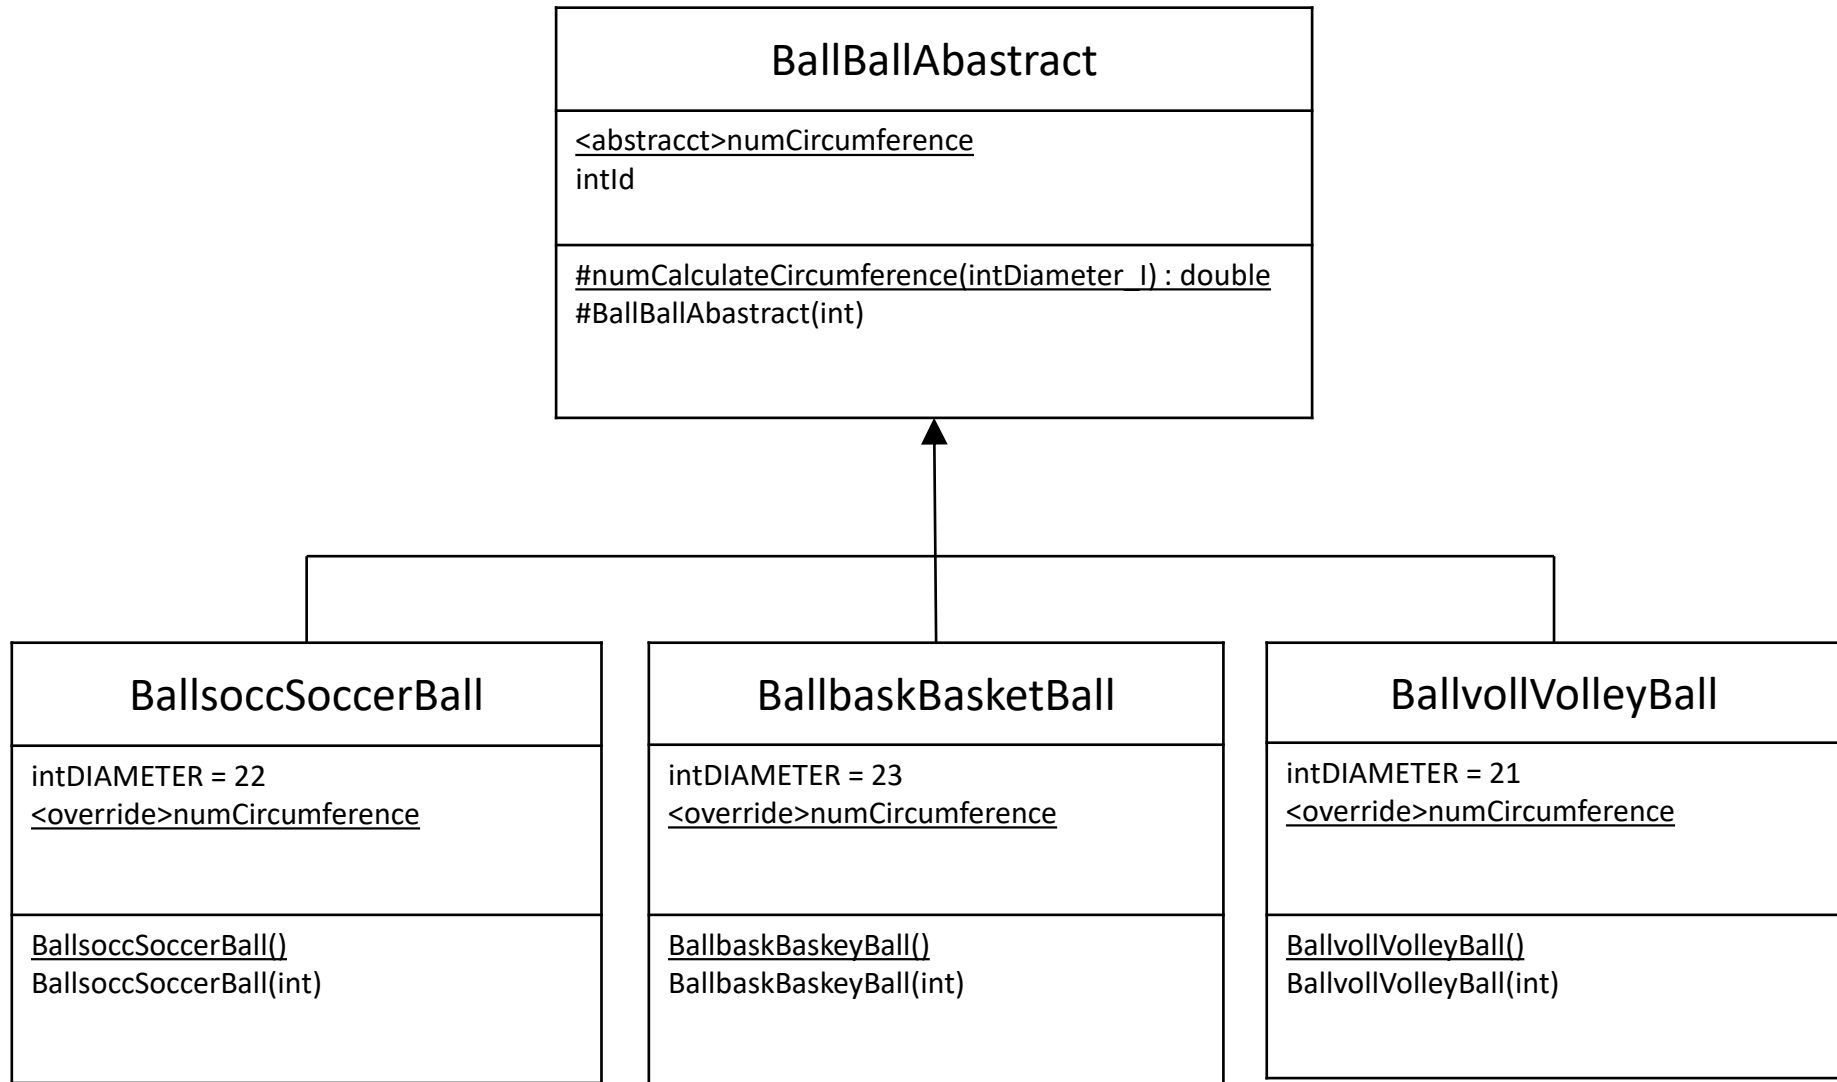 BallBallAbastract
<abstracct>numCircumference
intId
#numCalculateCircumference(intDiameter_I) : double
#BallBallAbastract(int)
BallsoccSoccerBall
intDIAMETER = 22
<override>numCircumference
BallsoccSoccerBall()
BallsoccSoccerBall(int)
BallbaskBasketBall
intDIAMETER = 23
<override>numCircumference
BallbaskBaskeyBall()
BallbaskBaskeyBall(int)
BallvollVolleyBall
intDIAMETER = 21
<override>numCircumference
BallvollVolleyBall()
BallvollVolleyBall(int)